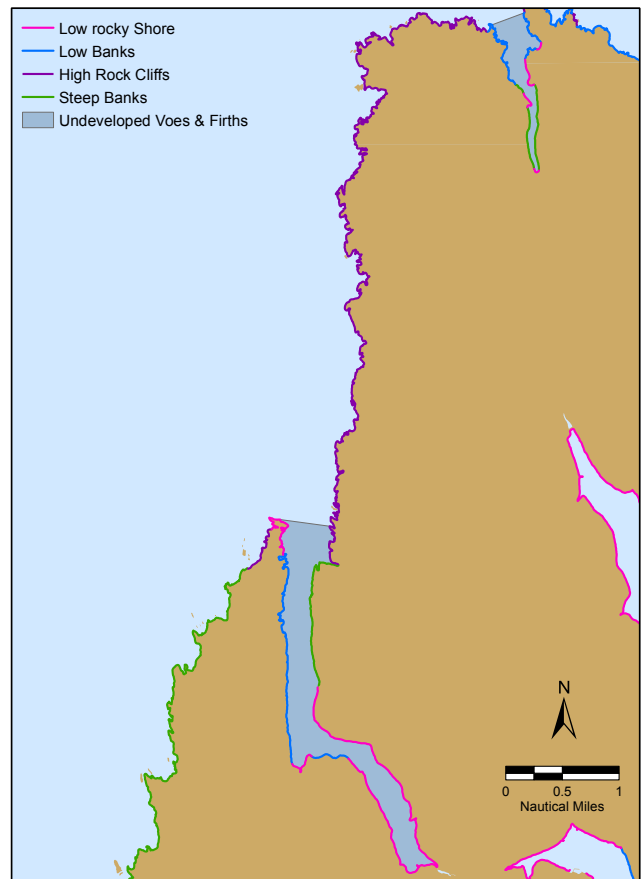 Low rocky Shore
Low Banks
High Rock Cliffs
Steep Banks
Undeveloped Voes & Firths
N
0 0.5 1
Nautical Miles